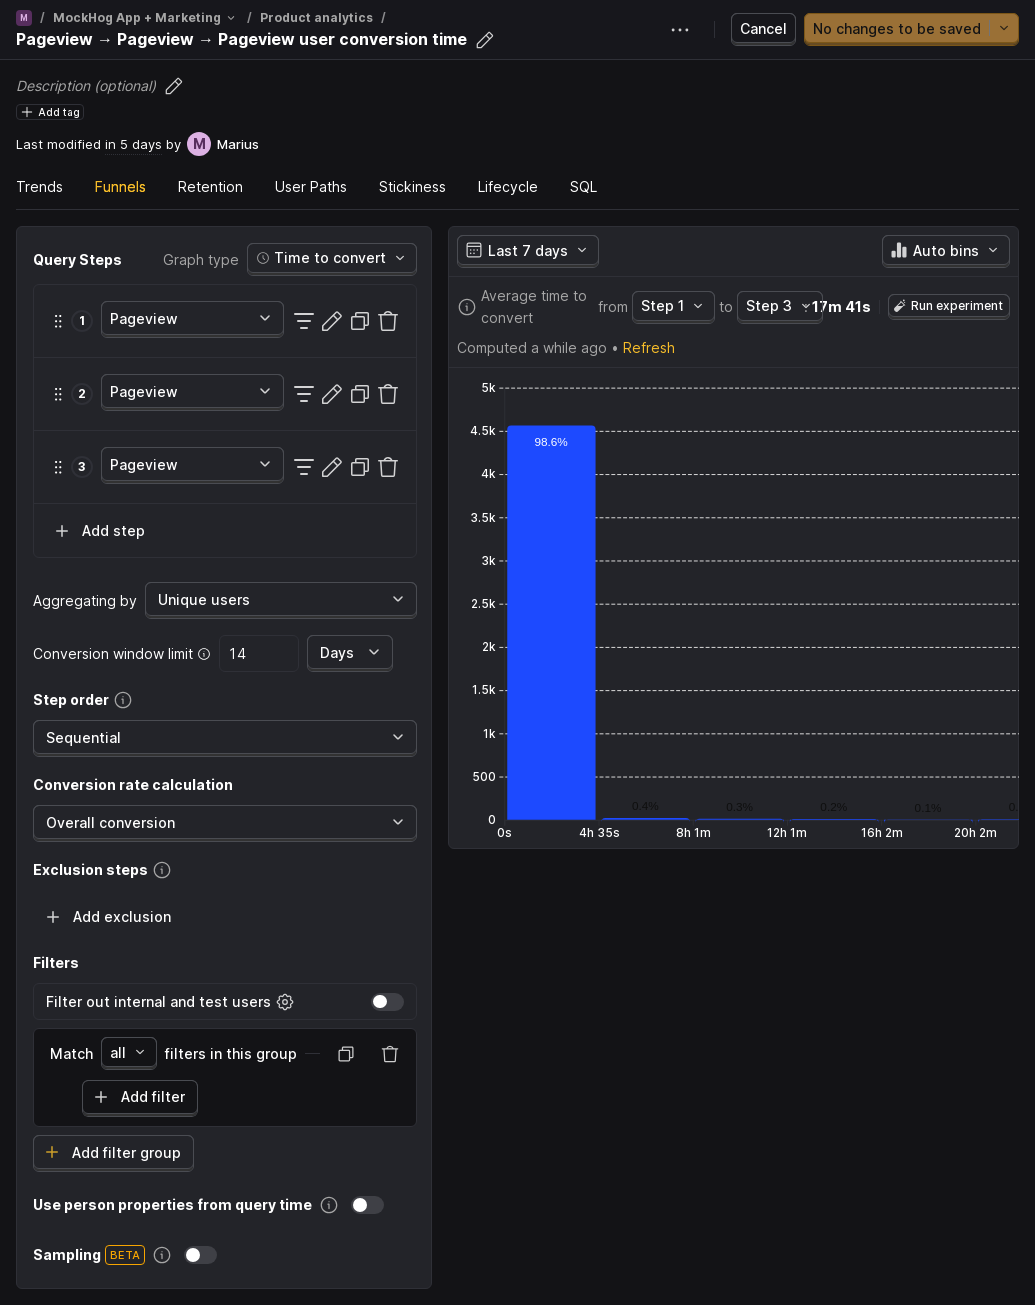 M / MockHog App + Marketing / Product analytics /
Pageview → Pageview → Pageview user conversion time
Cancel
No changes to be saved
Description (optional)
Add tag
Last modified in 5 days by M Marius
Trends Funnels Retention User Paths Stickiness Lifecycle SQL
Query Steps Graph type Time to convert
1 Pageview
2 Pageview
3 Pageview
Add step
Aggregating by Unique users
Conversion window limit 14 Days
Step order
Sequential
Conversion rate calculation
Overall conversion
Exclusion steps
Add exclusion
Filters
Filter out internal and test users
Match all filters in this group
Add filter
Add filter group
Use person properties from query time
Sampling BETA
Last 7 days Auto bins
Average time to convert from Step 1 to Step 3 17m 41s Run experiment
Computed a while ago • Refresh
5k
4.5k
98.6%
4k
3.5k
3k
2.5k
2k
1.5k
1k
500
0.4% 0.3% 0.2% 0.1% 0.
0
0s 4h 35s 8h 1m 12h 1m 16h 2m 20h 2m